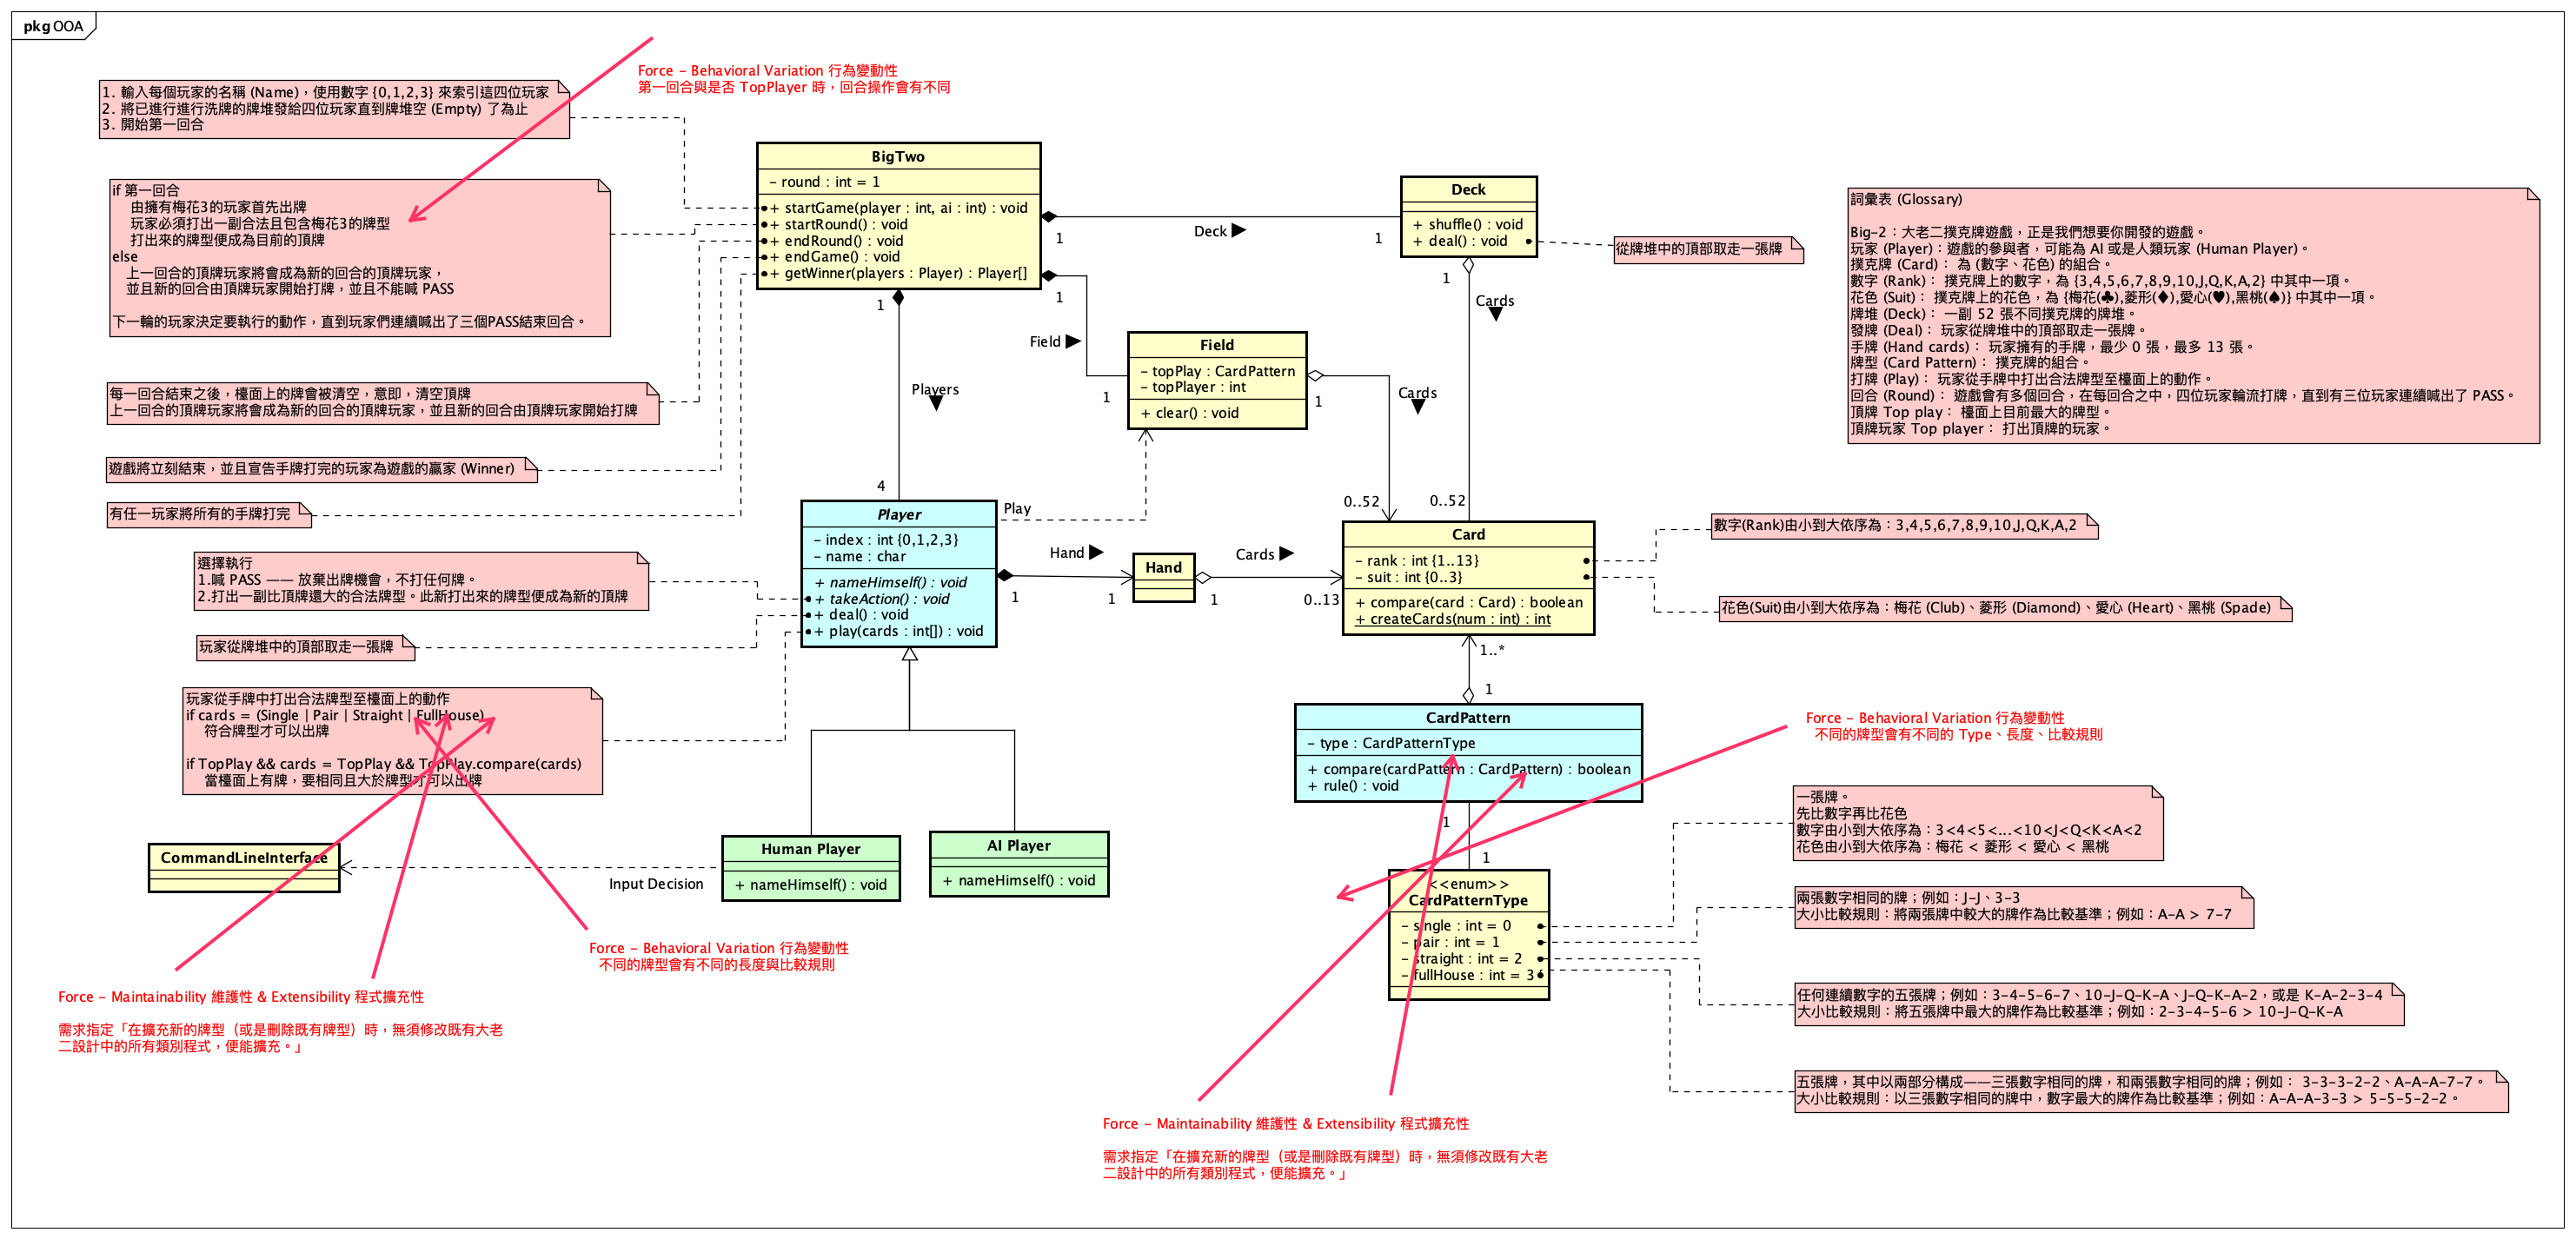 pkg OOA
Force - Behavioral Variation 行為變動性
第一回合與是否 TopPlayer 時，回合操作會有不同
1. 輸入每個玩家的名稱 (Name)，使用數字 {0,1,2,3} 來索引這四位玩家
2. 將已進行進行洗牌的牌堆發給四位玩家直到牌堆空 (Empty) 了為止
3. 開始第一回合
if 第一回合
由擁有梅花3的玩家首先出牌
玩家必須打出一副合法且包含梅花3的牌型
打出來的牌型便成為目前的頂牌
else
上一回合的頂牌玩家將會成為新的回合的頂牌玩家，
並且新的回合由頂牌玩家開始打牌，並且不能喊 PASS
下一輪的玩家決定要執行的動作，直到玩家們連續喊出了三個PASS結束回合。
每一回合結束之後，檯面上的牌會被清空，意即，清空頂牌
上一回合的頂牌玩家將會成為新的回合的頂牌玩家，並且新的回合由頂牌玩家開始打牌
遊戲將立刻結束，並且宣告手牌打完的玩家為遊戲的贏家 (Winner)
有任一玩家將所有的手牌打完
BigTwo
- round : int = 1
+ startGame(player : int, ai : int) : void
+ startRound() : void
+ endRound() : void
+ endGame() : void
+ getWinner(players : Player) : Player[]
1
Deck ▶
1
1
Field ▶
1
1
Players
▼
4
Deck
+ shuffle() : void
+ deal() : void
從牌堆中的頂部取走一張牌
1
Cards
▼
0..52
Field
- topPlay : CardPattern
- topPlayer : int
+ clear() : void
1
Cards
▼
0..52
詞彙表 (Glossary)
Big-2：大老二撲克牌遊戲，正是我們想要你開發的遊戲。
玩家 (Player)：遊戲的參與者，可能為 AI 或是人類玩家 (Human Player)。
撲克牌 (Card)： 為 (數字、花色) 的組合。
數字 (Rank)： 撲克牌上的數字，為 {3,4,5,6,7,8,9,10,J,Q,K,A,2} 中其中一項。
花色 (Suit)： 撲克牌上的花色，為 {梅花(♣),菱形(♦),愛心(♥),黑桃(♠)} 中其中一項。
牌堆 (Deck)： 一副 52 張不同撲克牌的牌堆。
發牌 (Deal)： 玩家從牌堆中的頂部取走一張牌。
手牌 (Hand cards)： 玩家擁有的手牌，最少 0 張，最多 13 張。
牌型 (Card Pattern)： 撲克牌的組合。
打牌 (Play)： 玩家從手牌中打出合法牌型至檯面上的動作。
回合 (Round)： 遊戲會有多個回合，在每回合之中，四位玩家輪流打牌，直到有三位玩家連續喊出了 PASS。
頂牌 Top play： 檯面上目前最大的牌型。
頂牌玩家 Top player： 打出頂牌的玩家。
選擇執行
1.喊 PASS —— 放棄出牌機會，不打任何牌。
2.打出一副比頂牌還大的合法牌型。此新打出來的牌型便成為新的頂牌
玩家從牌堆中的頂部取走一張牌
玩家從手牌中打出合法牌型至檯面上的動作
if cards = (Single | Pair | Straight | FullHouse)
符合牌型才可以出牌
if TopPlay && cards = TopPlay && TopPlay.compare(cards)
當檯面上有牌，要相同且大於牌型才可以出牌
Player
- index : int {0,1,2,3}
- name : char
+ nameHimself() : void
+ takeAction() : void
+ deal() : void
+ play(cards : int[]) : void
Play
Hand ▶
1
1
Hand
Cards ▶
1
0..13
Card
- rank : int {1..13}
- suit : int {0..3}
+ compare(card : Card) : boolean
+ createCards(num : int) : int
數字(Rank)由小到大依序為：3,4,5,6,7,8,9,10,J,Q,K,A,2
花色(Suit)由小到大依序為：梅花 (Club)、菱形 (Diamond)、愛心 (Heart)、黑桃 (Spade)
1..*
1
CardPattern
- type : CardPatternType
+ compare(cardPattern : CardPattern) : boolean
+ rule() : void
1
1
<<enum>>
CardPatternType
- single : int = 0
- pair : int = 1
- straight : int = 2
- fullHouse : int = 3
Force - Behavioral Variation 行為變動性
不同的牌型會有不同的 Type、長度、比較規則
一張牌。
先比數字再比花色
數字由小到大依序為：3<4<5<...<10<J<Q<K<A<2
花色由小到大依序為：梅花 < 菱形 < 愛心 < 黑桃
兩張數字相同的牌；例如：J-J、3-3
大小比較規則：將兩張牌中較大的牌作為比較基準；例如：A-A > 7-7
任何連續數字的五張牌；例如：3-4-5-6-7、10-J-Q-K-A、J-Q-K-A-2，或是 K-A-2-3-4
大小比較規則：將五張牌中最大的牌作為比較基準；例如：2-3-4-5-6 > 10-J-Q-K-A
五張牌，其中以兩部分構成——三張數字相同的牌，和兩張數字相同的牌；例如： 3-3-3-2-2、A-A-A-7-7。
大小比較規則：以三張數字相同的牌中，數字最大的牌作為比較基準；例如：A-A-A-3-3 > 5-5-5-2-2。
CommandLineInterface
Input Decision
Human Player
+ nameHimself() : void
AI Player
+ nameHimself() : void
Force - Behavioral Variation 行為變動性
不同的牌型會有不同的長度與比較規則
Force - Maintainability 維護性 & Extensibility 程式擴充性
需求指定「在擴充新的牌型（或是刪除既有牌型）時，無須修改既有大老
二設計中的所有類別程式，便能擴充。」
Force - Maintainability 維護性 & Extensibility 程式擴充性
需求指定「在擴充新的牌型（或是刪除既有牌型）時，無須修改既有大老
二設計中的所有類別程式，便能擴充。」